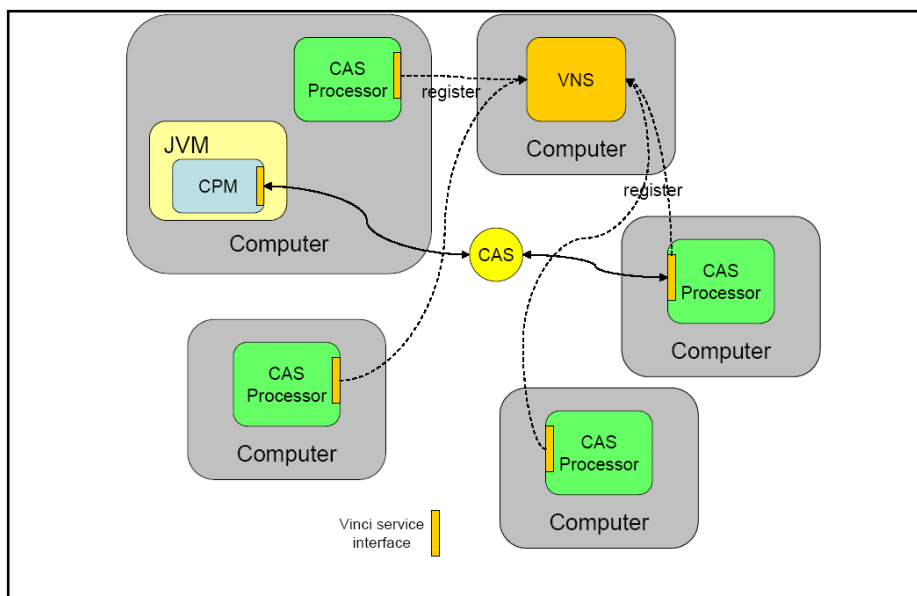 CAS
Processor
register
VNS
Computer
JVM
CPM
Computer
register
CAS
CAS
Processor
Computer
CAS
Processor
Computer
CAS
Processor
Computer
Vinci service
interface